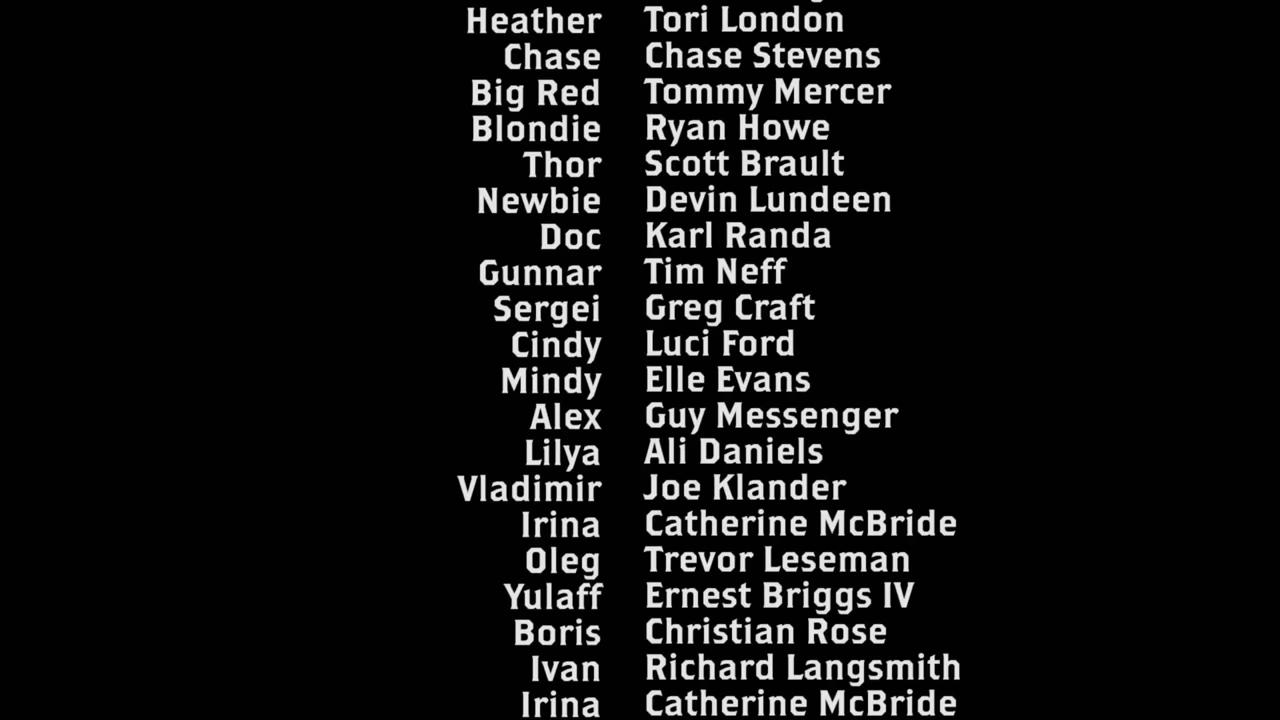 Heather Tori London
Chase Chase Stevens
Big Red Tommy Mercer
Blondie Ryan Howe
Thor Scott Brault
Newbie Devin Lundeen
Doc Karl Randa
Gunnar Tim Neff
Sergei Greg Craft
Cindy Luci Ford
Mindy Elle Evans
Alex Guy Messenger
Lilya Ali Daniels
Vladimir Joe Klander
Irina Catherine McBride
Oleg Trevor Leseman
Yulaff Ernest Briggs IV
Boris Christian Rose
Ivan Richard Langsmith
Irina Catherine McBride